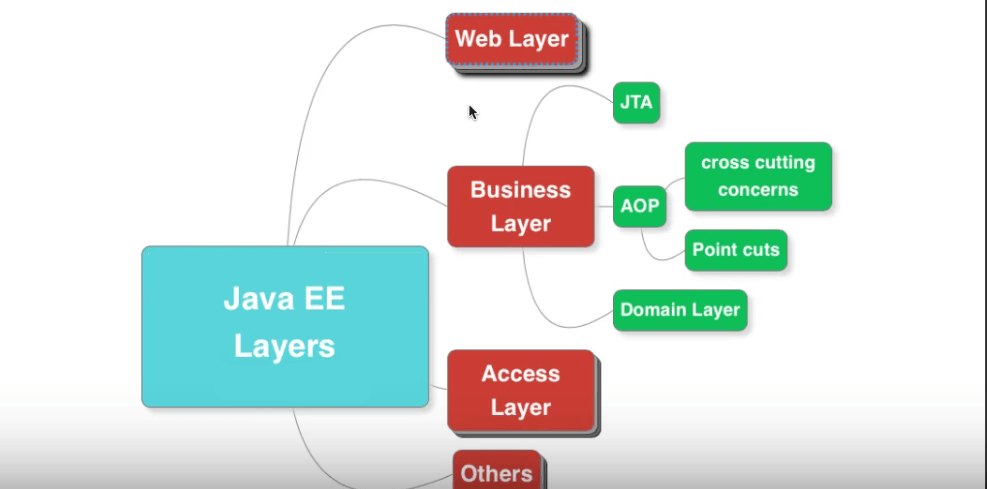 Web Layer
JTA
Business
Layer
AOP
cross cutting
concerns
Point cuts
Domain Layer
Java EE
Layers
Access
Layer
Others